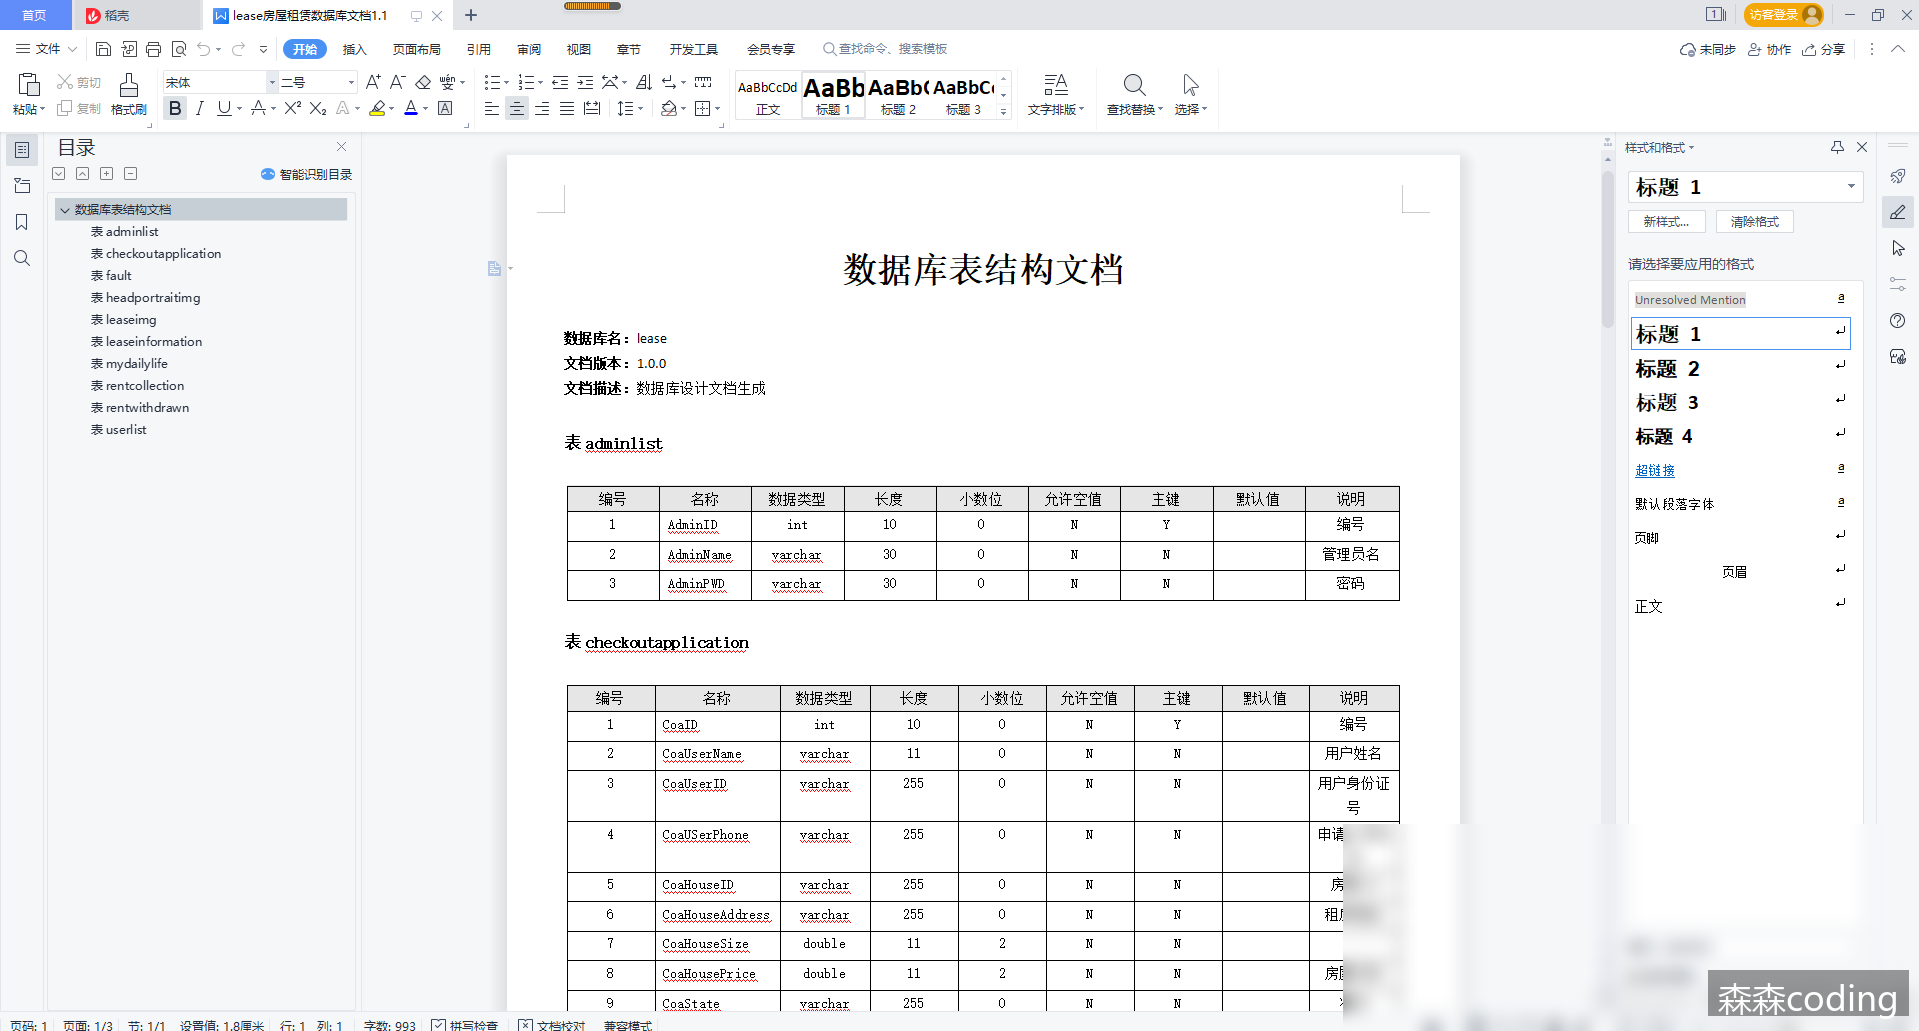 首页 稻壳 lease房屋租赁数据库文档1.1 访客登录
文件 开始 插入 页面布局 引用 审阅 视图 章节 开发工具 会员专享 查找命令、搜索模板 未同步 协作 分享
粘贴 剪切 复制 格式刷 宋体 二号
AaBbCcDd AaBb AaBb( AaBbC
正文 标题 1 标题 2 标题 3 文字排版 查找替换 选择
目录
智能识别目录
数据库表结构文档
表 adminlist
表 checkoutapplication
表 fault
表 headportraitimg
表 leaseimg
表 leaseinformation
表 mydailylife
表 rentcollection
表 rentwithdrawn
表 userlist
数据库表结构文档
数据库名：lease
文档版本：1.0.0
文档描述：数据库设计文档生成
表 adminlist
编号 名称 数据类型 长度 小数位 允许空值 主键 默认值 说明
1 AdminID int 10 0 N Y 编号
2 AdminName varchar 30 0 N N 管理员名
3 AdminPWD varchar 30 0 N N 密码
表 checkoutapplication
编号 名称 数据类型 长度 小数位 允许空值 主键 默认值 说明
1 CoaID int 10 0 N Y 编号
2 CoaUserName varchar 11 0 N N 用户姓名
3 CoaUserID varchar 255 0 N N 用户身份证号
4 CoaUSerPhone varchar 255 0 N N 申请
5 CoaHouseID varchar 255 0 N N 房
6 CoaHouseAddress varchar 255 0 N N 租
7 CoaHouseSize double 11 2 N N
8 CoaHousePrice double 11 2 N N 房
9 CoaState varchar 255 0 N N
样式和格式
标题 1
新样式... 清除格式
请选择要应用的格式
Unresolved Mention
标题 1
标题 2
标题 3
标题 4
超链接
默认段落字体
页脚
页眉
正文
页码: 1 页面: 1/3 节: 1/1 设置值: 1.8厘米 行: 1 列: 1 字数: 993 拼写检查 文档校对 兼容模式
森森coding